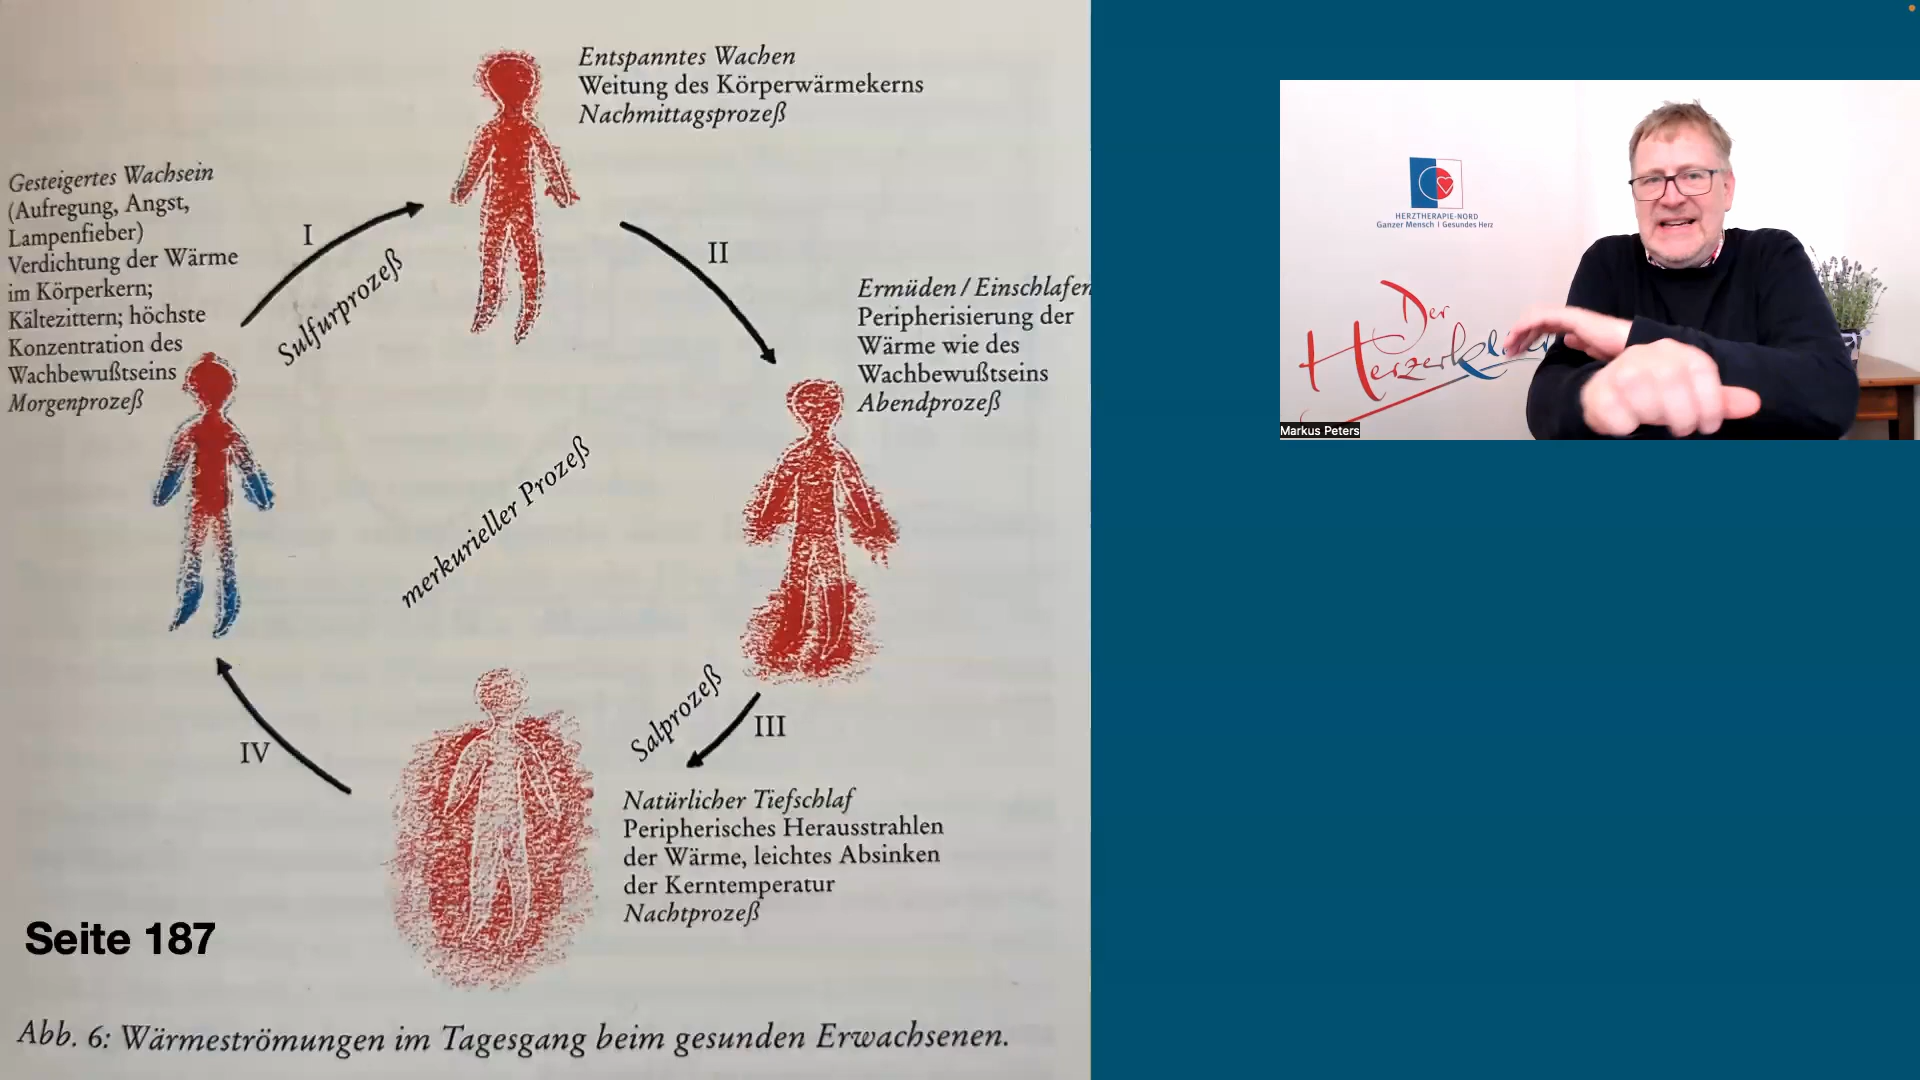 Entspanntes Wachen
Weitung des Körperwärmekerns
Nachmittagsprozeß
Gesteigertes Wachsein
(Aufregung, Angst,
Lampenfieber)
Verdichtung der Wärme
im Körperkern;
Kältezittern; höchste
Konzentration des
Wachbewußtseins
Morgenprozeß
I
Sulfurprozeß
II
Ermüden / Einschlafen
Peripherisierung der
Wärme wie des
Wachbewußtseins
Abendprozeß
merkurieller Prozeß
Salprozeß
III
IV
Natürlicher Tiefschlaf
Peripherisches Herausstrahlen
der Wärme, leichtes Absinken
der Kerntemperatur
Nachtprozeß
Seite 187
Abb. 6: Wärmeströmungen im Tagesgang beim gesunden Erwachsenen.
HERZTHERAPIE-NORD
Ganzer Mensch | Gesundes Herz
Der
Markus Peters